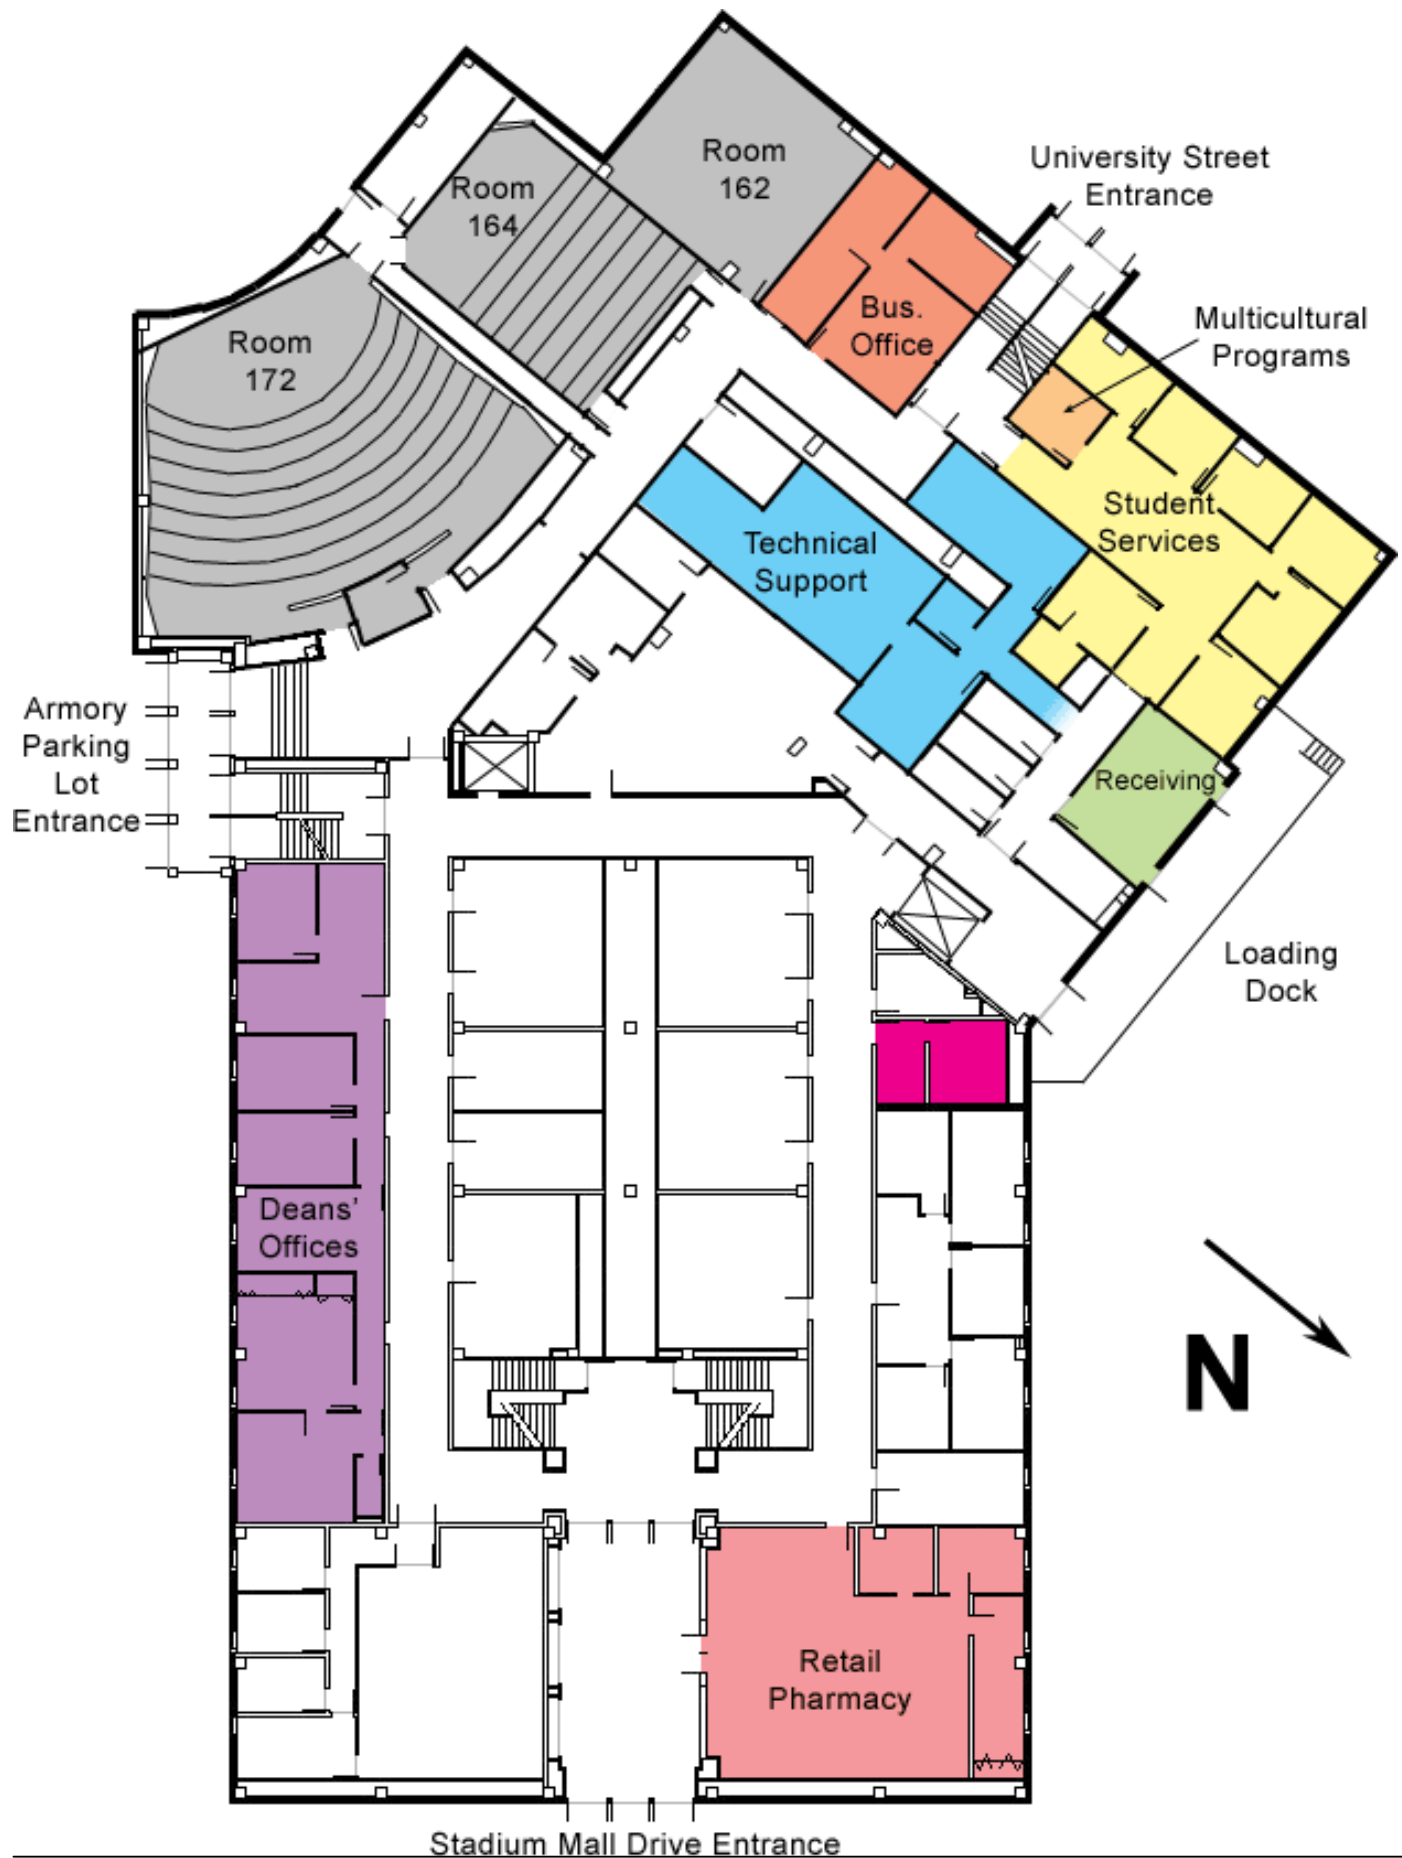 Room
162
University Street
Entrance
Room
164
Multicultural
Programs
Bus.
Office
Room
172
Student
Services
Technical
Support
Armory
Parking
Lot
Entrance
Receiving
Loading
Dock
Deans'
Offices
N
Retail
Pharmacy
Stadium Mall Drive Entrance